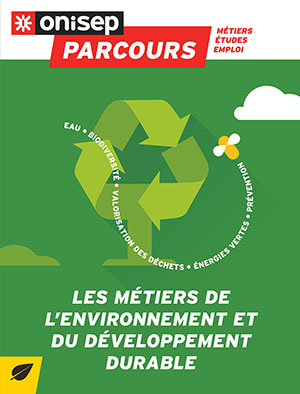 onisep
PARCOURS
MÉTIERS
ÉTUDES
EMPLOI
EAU • BIODIVERSITÉ • VALORISATION DES DÉCHETS • ÉNERGIES VERTES • PRÉVENTION
LES MÉTIERS DE
L'ENVIRONNEMENT ET
DU DÉVELOPPEMENT
DURABLE